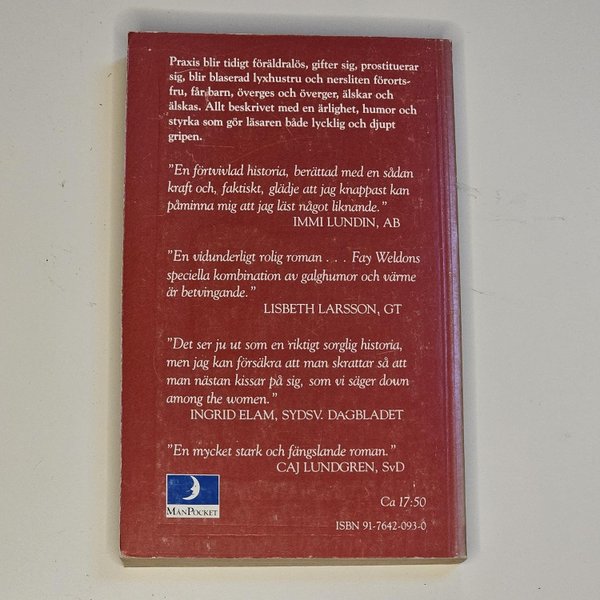 Praxis blir tidigt föräldralös, gifter sig, prostituerar
sig, blir blaserad lyxhustru och nersliten förorts-
fru, får barn, överges och överger, älskar och
älskas. Allt beskrivet med en ärlighet, humor och
styrka som gör läsaren både lycklig och djupt
gripen.
”En förtvivlad historia, berättad med en sådan
kraft och, faktiskt, glädje att jag knappast kan
påminna mig att jag läst något liknande.”
IMMI LUNDIN, AB
”En vidunderligt rolig roman . . . Fay Weldons
speciella kombination av galghumor och värme
är betvingande.”
LISBETH LARSSON, GT
”Det ser ju ut som en riktigt sorglig historia,
men jag kan försäkra att man skrattar så att
man nästan kissar på sig, som vi säger down
among the women.”
INGRID ELAM, SYDSV. DAGBLADET
”En mycket stark och fängslande roman.”
CAJ LUNDGREN, SvD
MÅNPOCKET
Ca 17:50
ISBN 91-7642-093-0